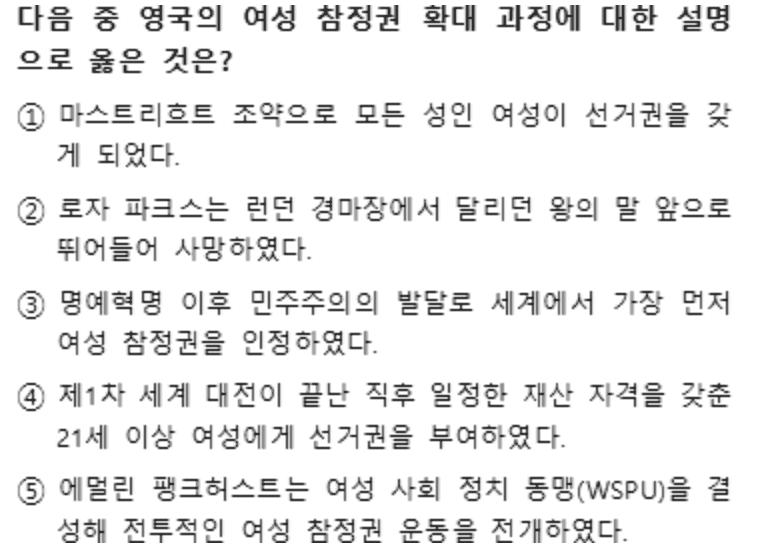 다음 중 영국의 여성 참정권 확대 과정에 대한 설명
으로 옳은 것은?
① 마스트리흐트 조약으로 모든 성인 여성이 선거권을 갖
게 되었다.
② 로자 파크스는 런던 경마장에서 달리던 왕의 말 앞으로
뛰어들어 사망하였다.
③ 명예혁명 이후 민주주의의 발달로 세계에서 가장 먼저
여성 참정권을 인정하였다.
④ 제1차 세계 대전이 끝난 직후 일정한 재산 자격을 갖춘
21세 이상 여성에게 선거권을 부여하였다.
⑤ 에멀린 팽크허스트는 여성 사회 정치 동맹(WSPU)을 결
성해 전투적인 여성 참정권 운동을 전개하였다.